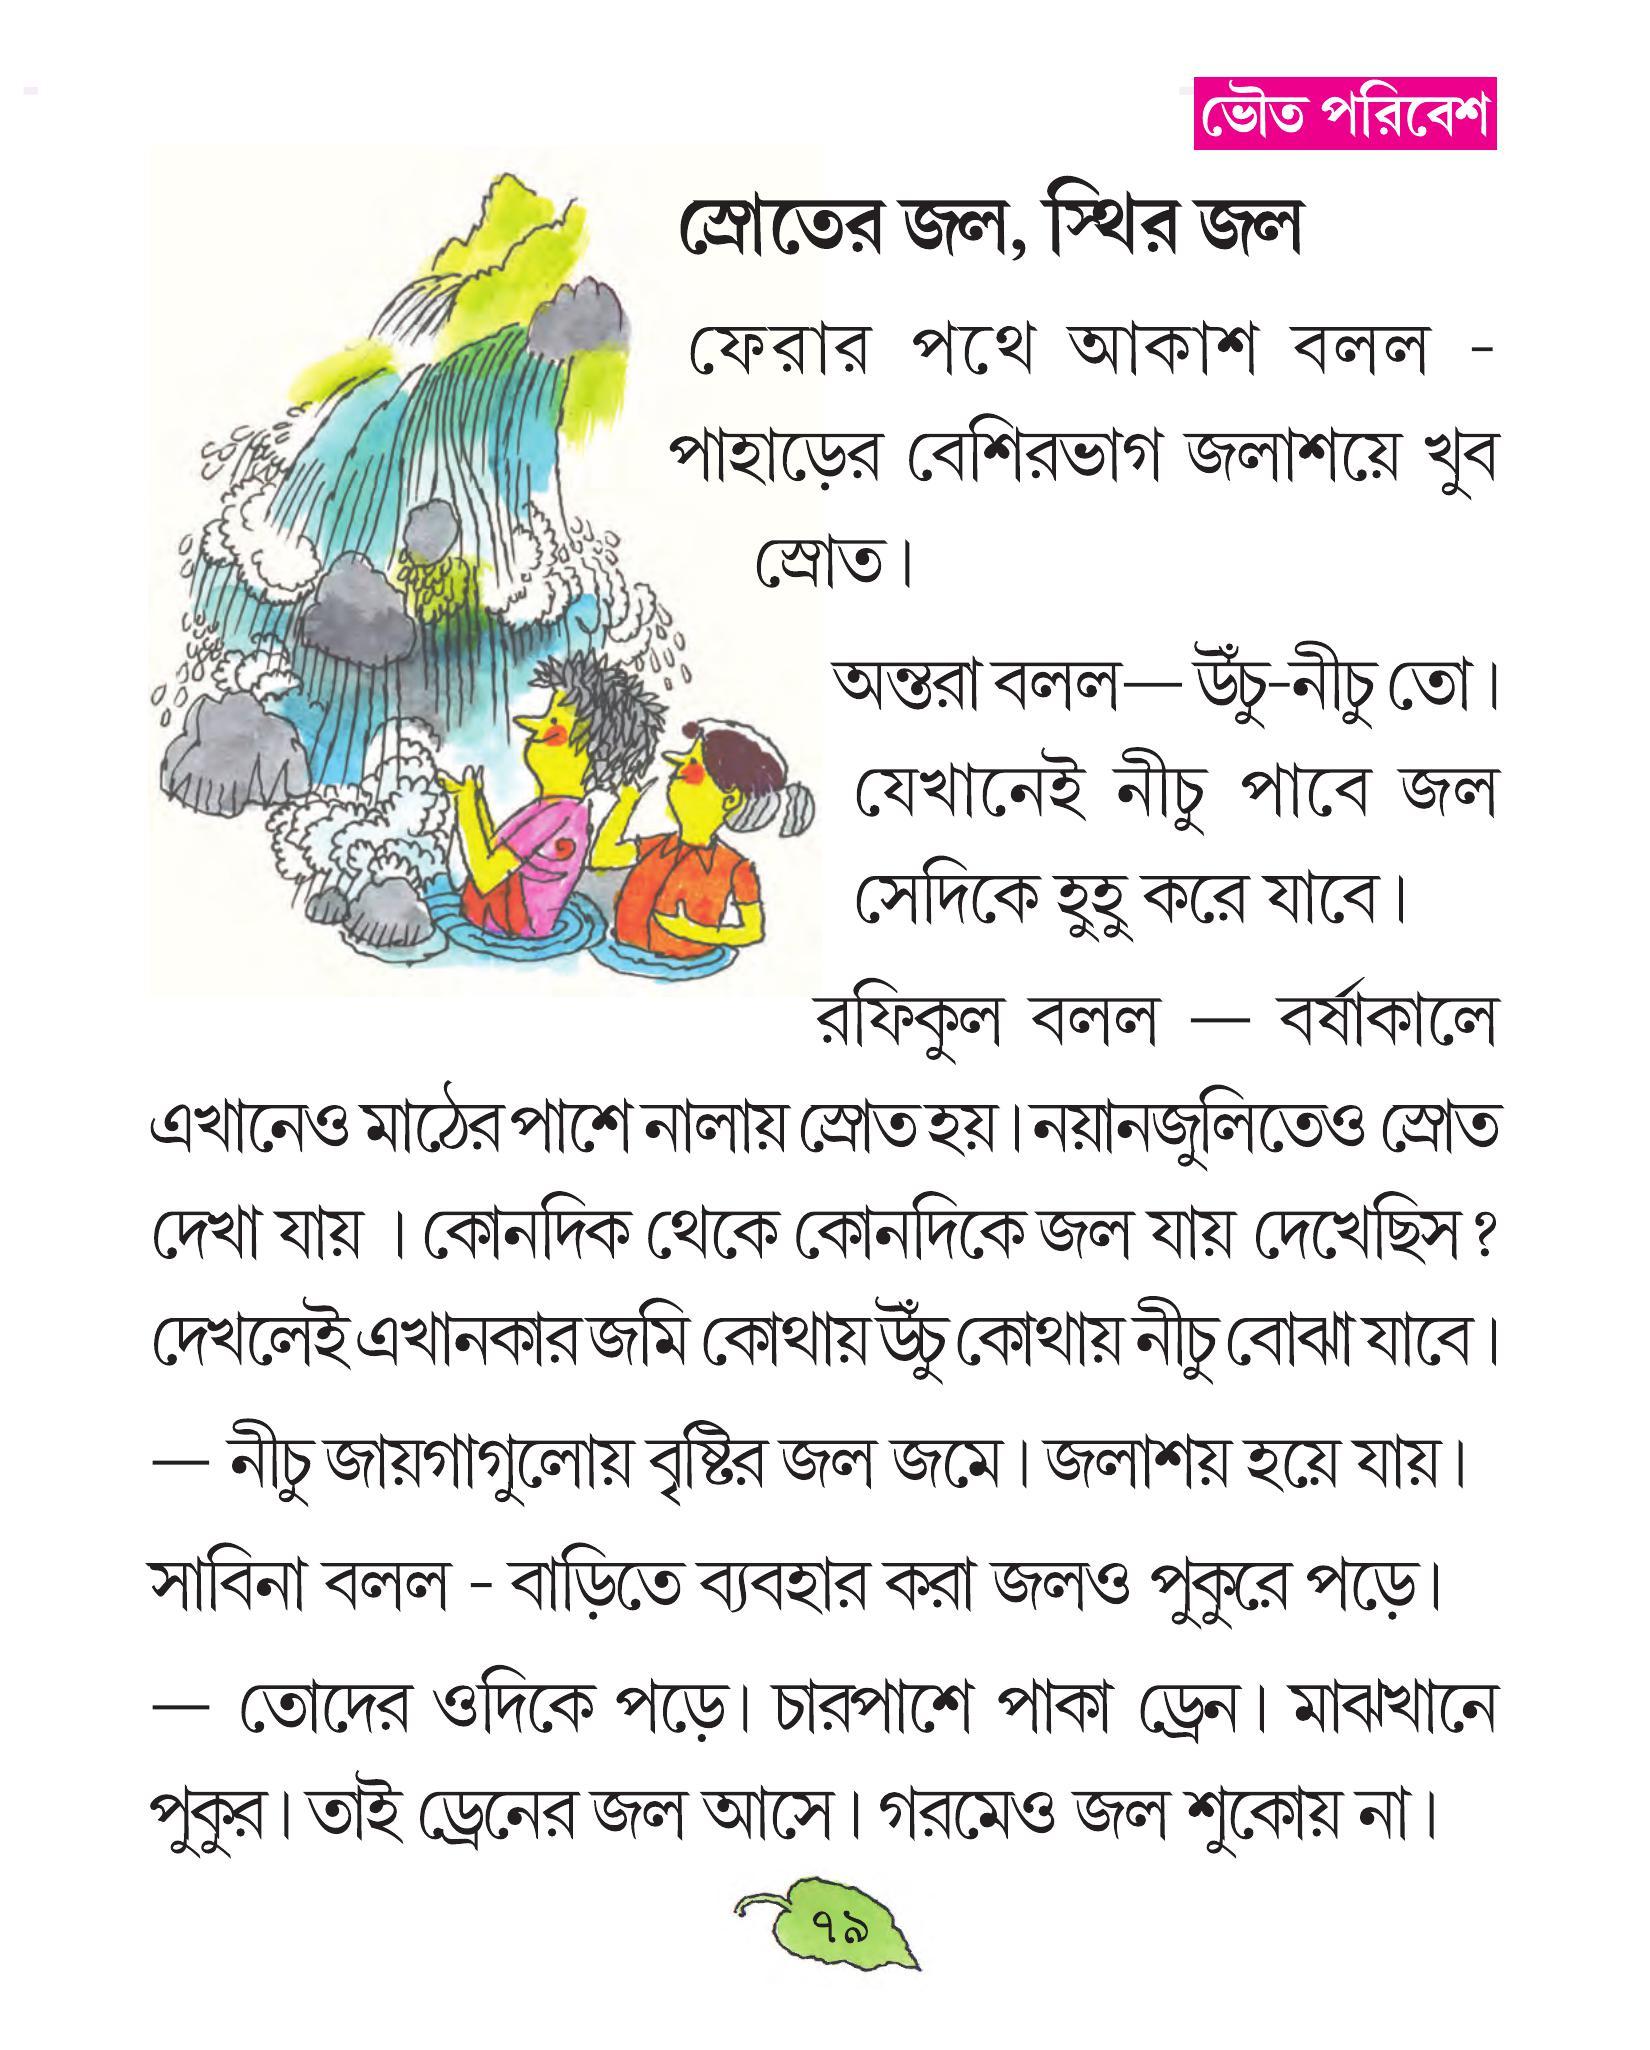 ভৌত পরিবেশ
স্রোতের জল, স্থির জল
ফেরার পথে আকাশ বলল -
পাহাড়ের বেশিরভাগ জলাশয়ে খুব
স্রোত।
অন্তরা বলল— উঁচু-নীচু তো।
যেখানেই নীচু পাবে জল
সেদিকে হুহু করে যাবে।
রফিকুল বলল — বর্ষাকালে
এখানেও মাঠের পাশে নালায় স্রোত হয়। নয়ানজুলিতেও স্রোত
দেখা যায় । কোনদিক থেকে কোনদিকে জল যায় দেখেছিস ?
দেখলেই এখানকার জমি কোথায় উঁচু কোথায় নীচু বোঝা যাবে।
— নীচু জায়গাগুলোয় বৃষ্টির জল জমে। জলাশয় হয়ে যায়।
সাবিনা বলল - বাড়িতে ব্যবহার করা জলও পুকুরে পড়ে।
— তোদের ওদিকে পড়ে। চারপাশে পাকা ড্রেন। মাঝখানে
পুকুর। তাই ড্রেনের জল আসে। গরমেও জল শুকোয় না।
৭৯